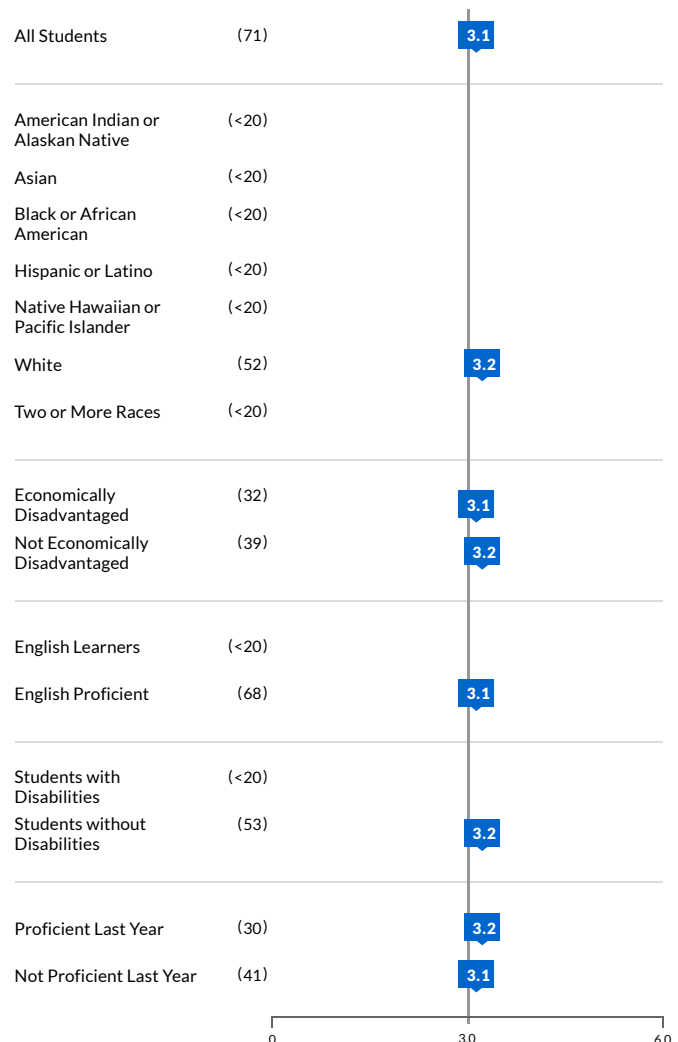 All Students (71) 3.1
American Indian or (<20)
Alaskan Native
Asian (<20)
Black or African (<20)
American
Hispanic or Latino (<20)
Native Hawaiian or (<20)
Pacific Islander
White (52) 3.2
Two or More Races (<20)
Economically (32) 3.1
Disadvantaged
Not Economically (39) 3.2
Disadvantaged
English Learners (<20)
English Proficient (68) 3.1
Students with (<20)
Disabilities
Students without (53) 3.2
Disabilities
Proficient Last Year (30) 3.2
Not Proficient Last Year (41) 3.1
0 3.0 6.0